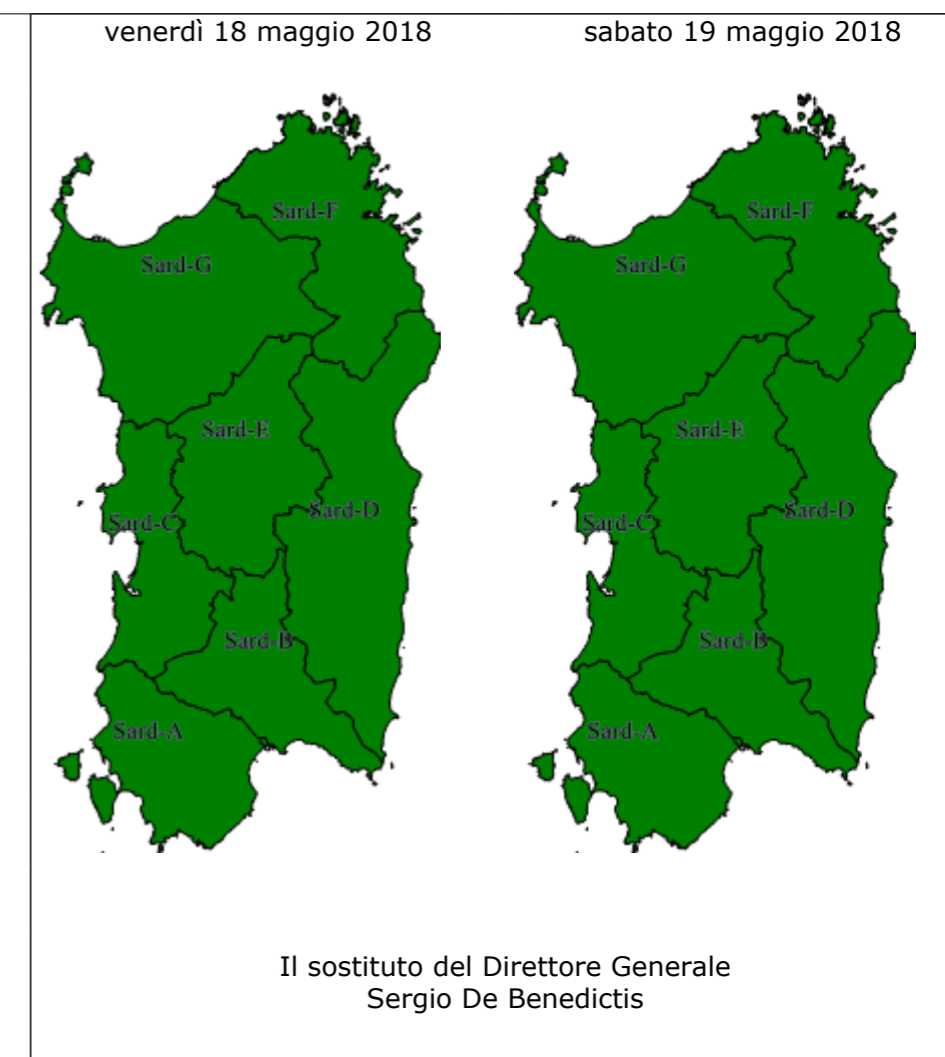 venerdì 18 maggio 2018
sabato 19 maggio 2018
Sard-F
Sard-G
Sard-E
Sard-D
Sard-C
Sard-B
Sard-A
Sard-F
Sard-G
Sard-E
Sard-D
Sard-C
Sard-B
Sard-A
Il sostituto del Direttore Generale
Sergio De Benedictis